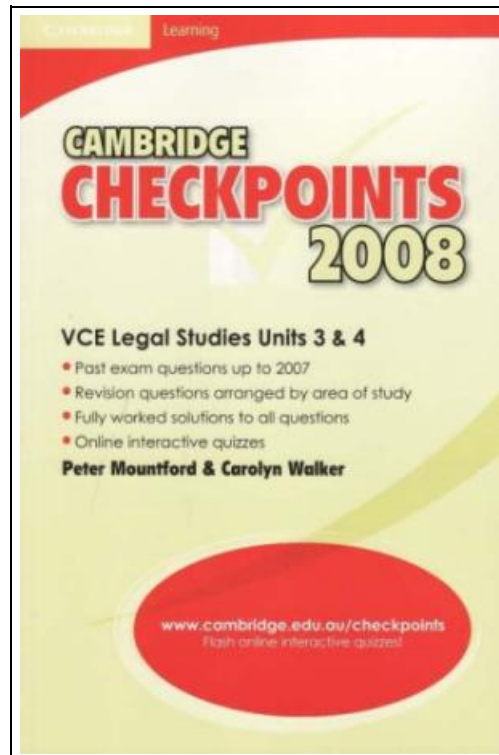 Learning
CAMBRIDGE
CHECKPOINTS
2008
VCE Legal Studies Units 3 & 4
• Past exam questions up to 2007
• Revision questions arranged by area of study
• Fully worked solutions to all questions
• Online interactive quizzes
Peter Mountford & Carolyn Walker
www.cambridge.edu.au/checkpoints
Flash online interactive quizzes!